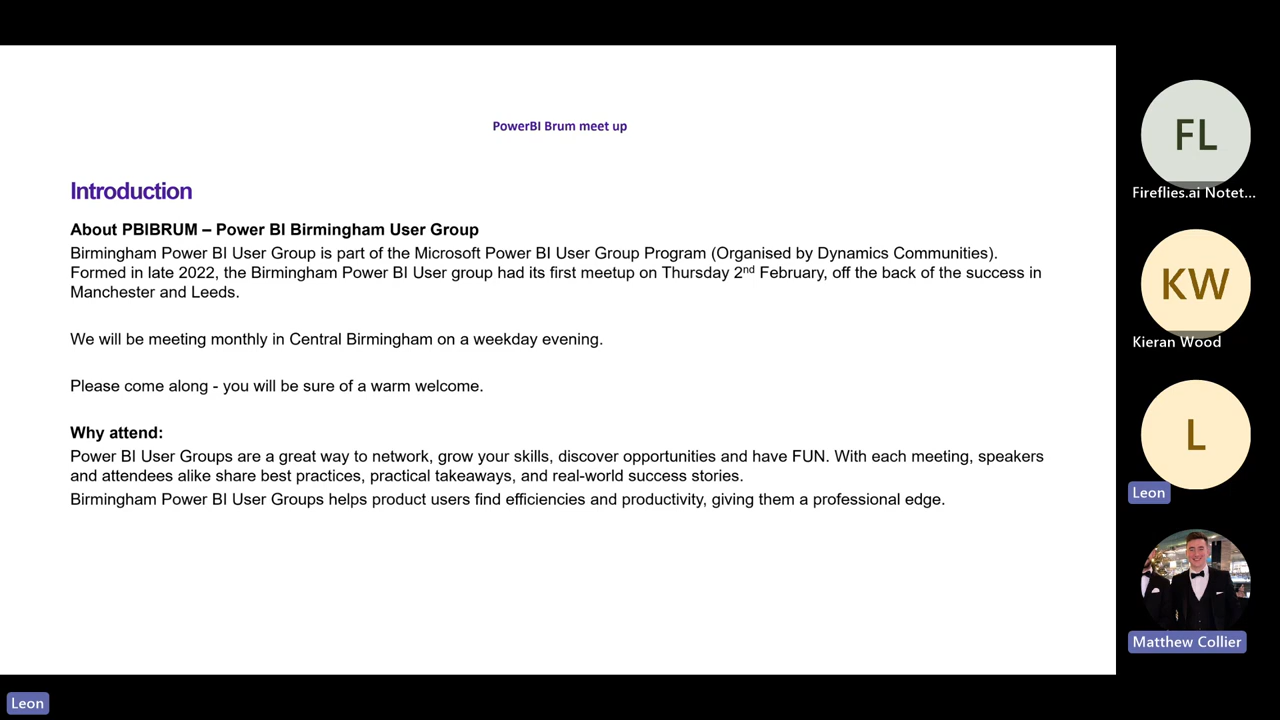 PowerBI Brum meet up
Introduction
About PBIBRUM – Power BI Birmingham User Group
Birmingham Power BI User Group is part of the Microsoft Power BI User Group Program (Organised by Dynamics Communities).
Formed in late 2022, the Birmingham Power BI User group had its first meetup on Thursday 2nd February, off the back of the success in
Manchester and Leeds.
We will be meeting monthly in Central Birmingham on a weekday evening.
Please come along - you will be sure of a warm welcome.
Why attend:
Power BI User Groups are a great way to network, grow your skills, discover opportunities and have FUN. With each meeting, speakers
and attendees alike share best practices, practical takeaways, and real-world success stories.
Birmingham Power BI User Groups helps product users find efficiencies and productivity, giving them a professional edge.
FL
Fireflies.ai Notet...
KW
Kieran Wood
L
Leon
Matthew Collier
Leon